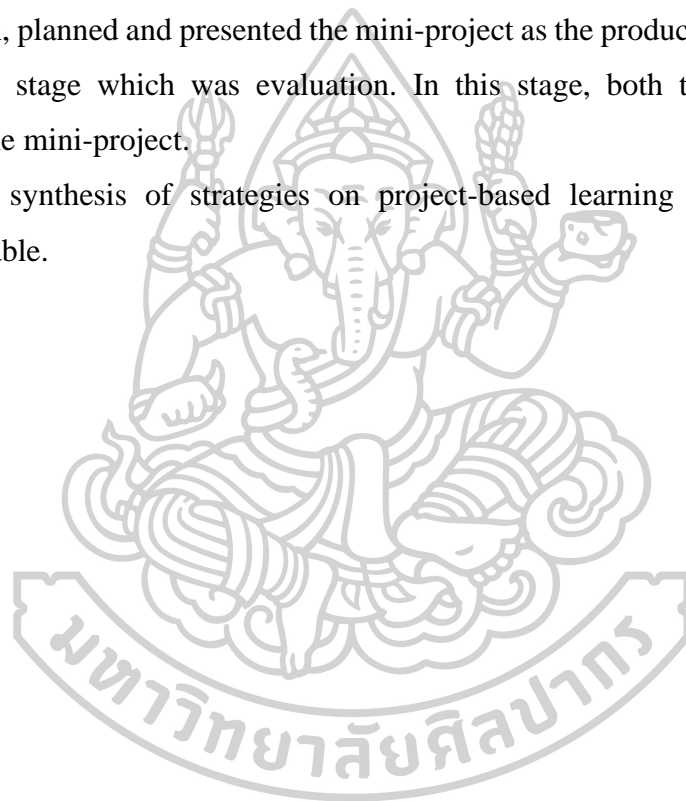 , planned and presented the mini-project as the produc
stage which was evaluation. In this stage, both t
e mini-project.
synthesis of strategies on project-based learning
able.
มหาวิทยาลัยศิลปากร